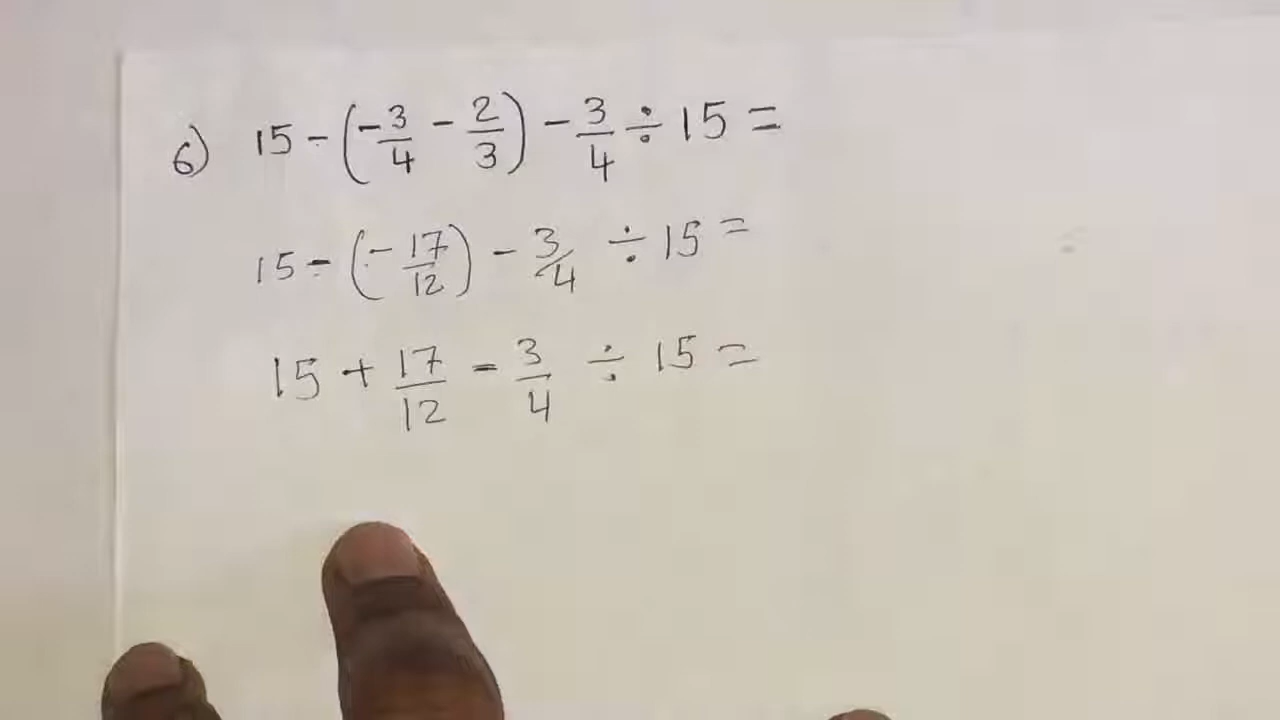 6) 15 - (-3/4 - 2/3) - 3/4 ÷ 15 =
15 - (-17/12) - 3/4 ÷ 15 =
15 + 17/12 - 3/4 ÷ 15 =